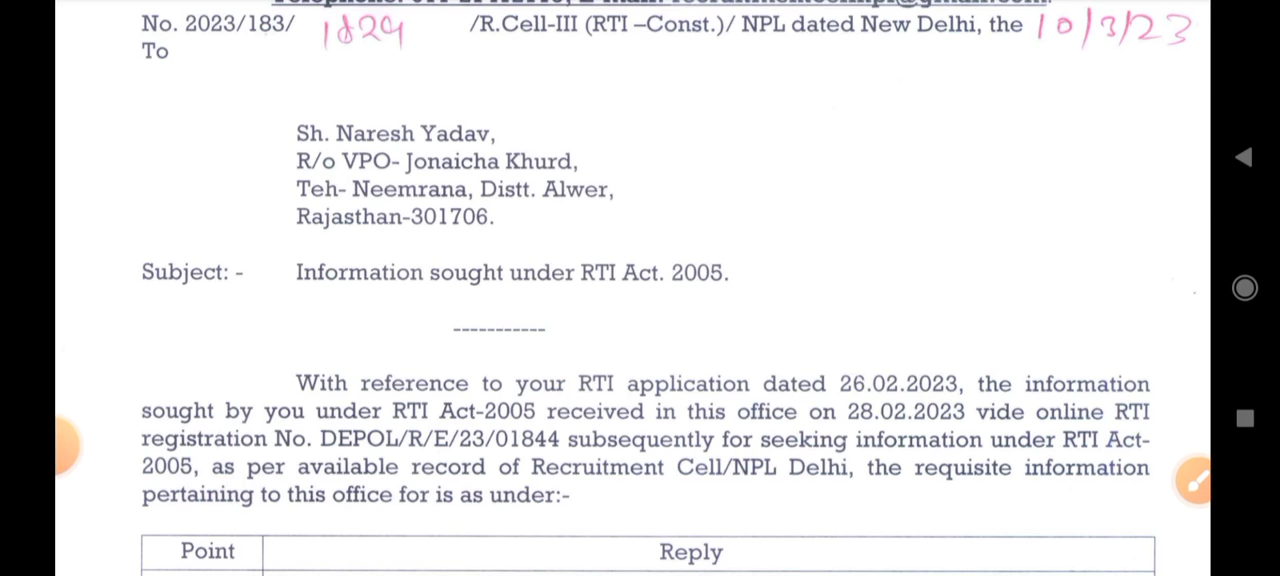 No. 2023/183/ 1829 /R.Cell-III (RTI –Const.)/ NPL dated New Delhi, the 10/3/23
To
Sh. Naresh Yadav,
R/o VPO- Jonaicha Khurd,
Teh- Neemrana, Distt. Alwer,
Rajasthan-301706.
Subject: - Information sought under RTI Act. 2005.
-----------
With reference to your RTI application dated 26.02.2023, the information
sought by you under RTI Act-2005 received in this office on 28.02.2023 vide online RTI
registration No. DEPOL/R/E/23/01844 subsequently for seeking information under RTI Act-
2005, as per available record of Recruitment Cell/NPL Delhi, the requisite information
pertaining to this office for is as under:-
Point Reply